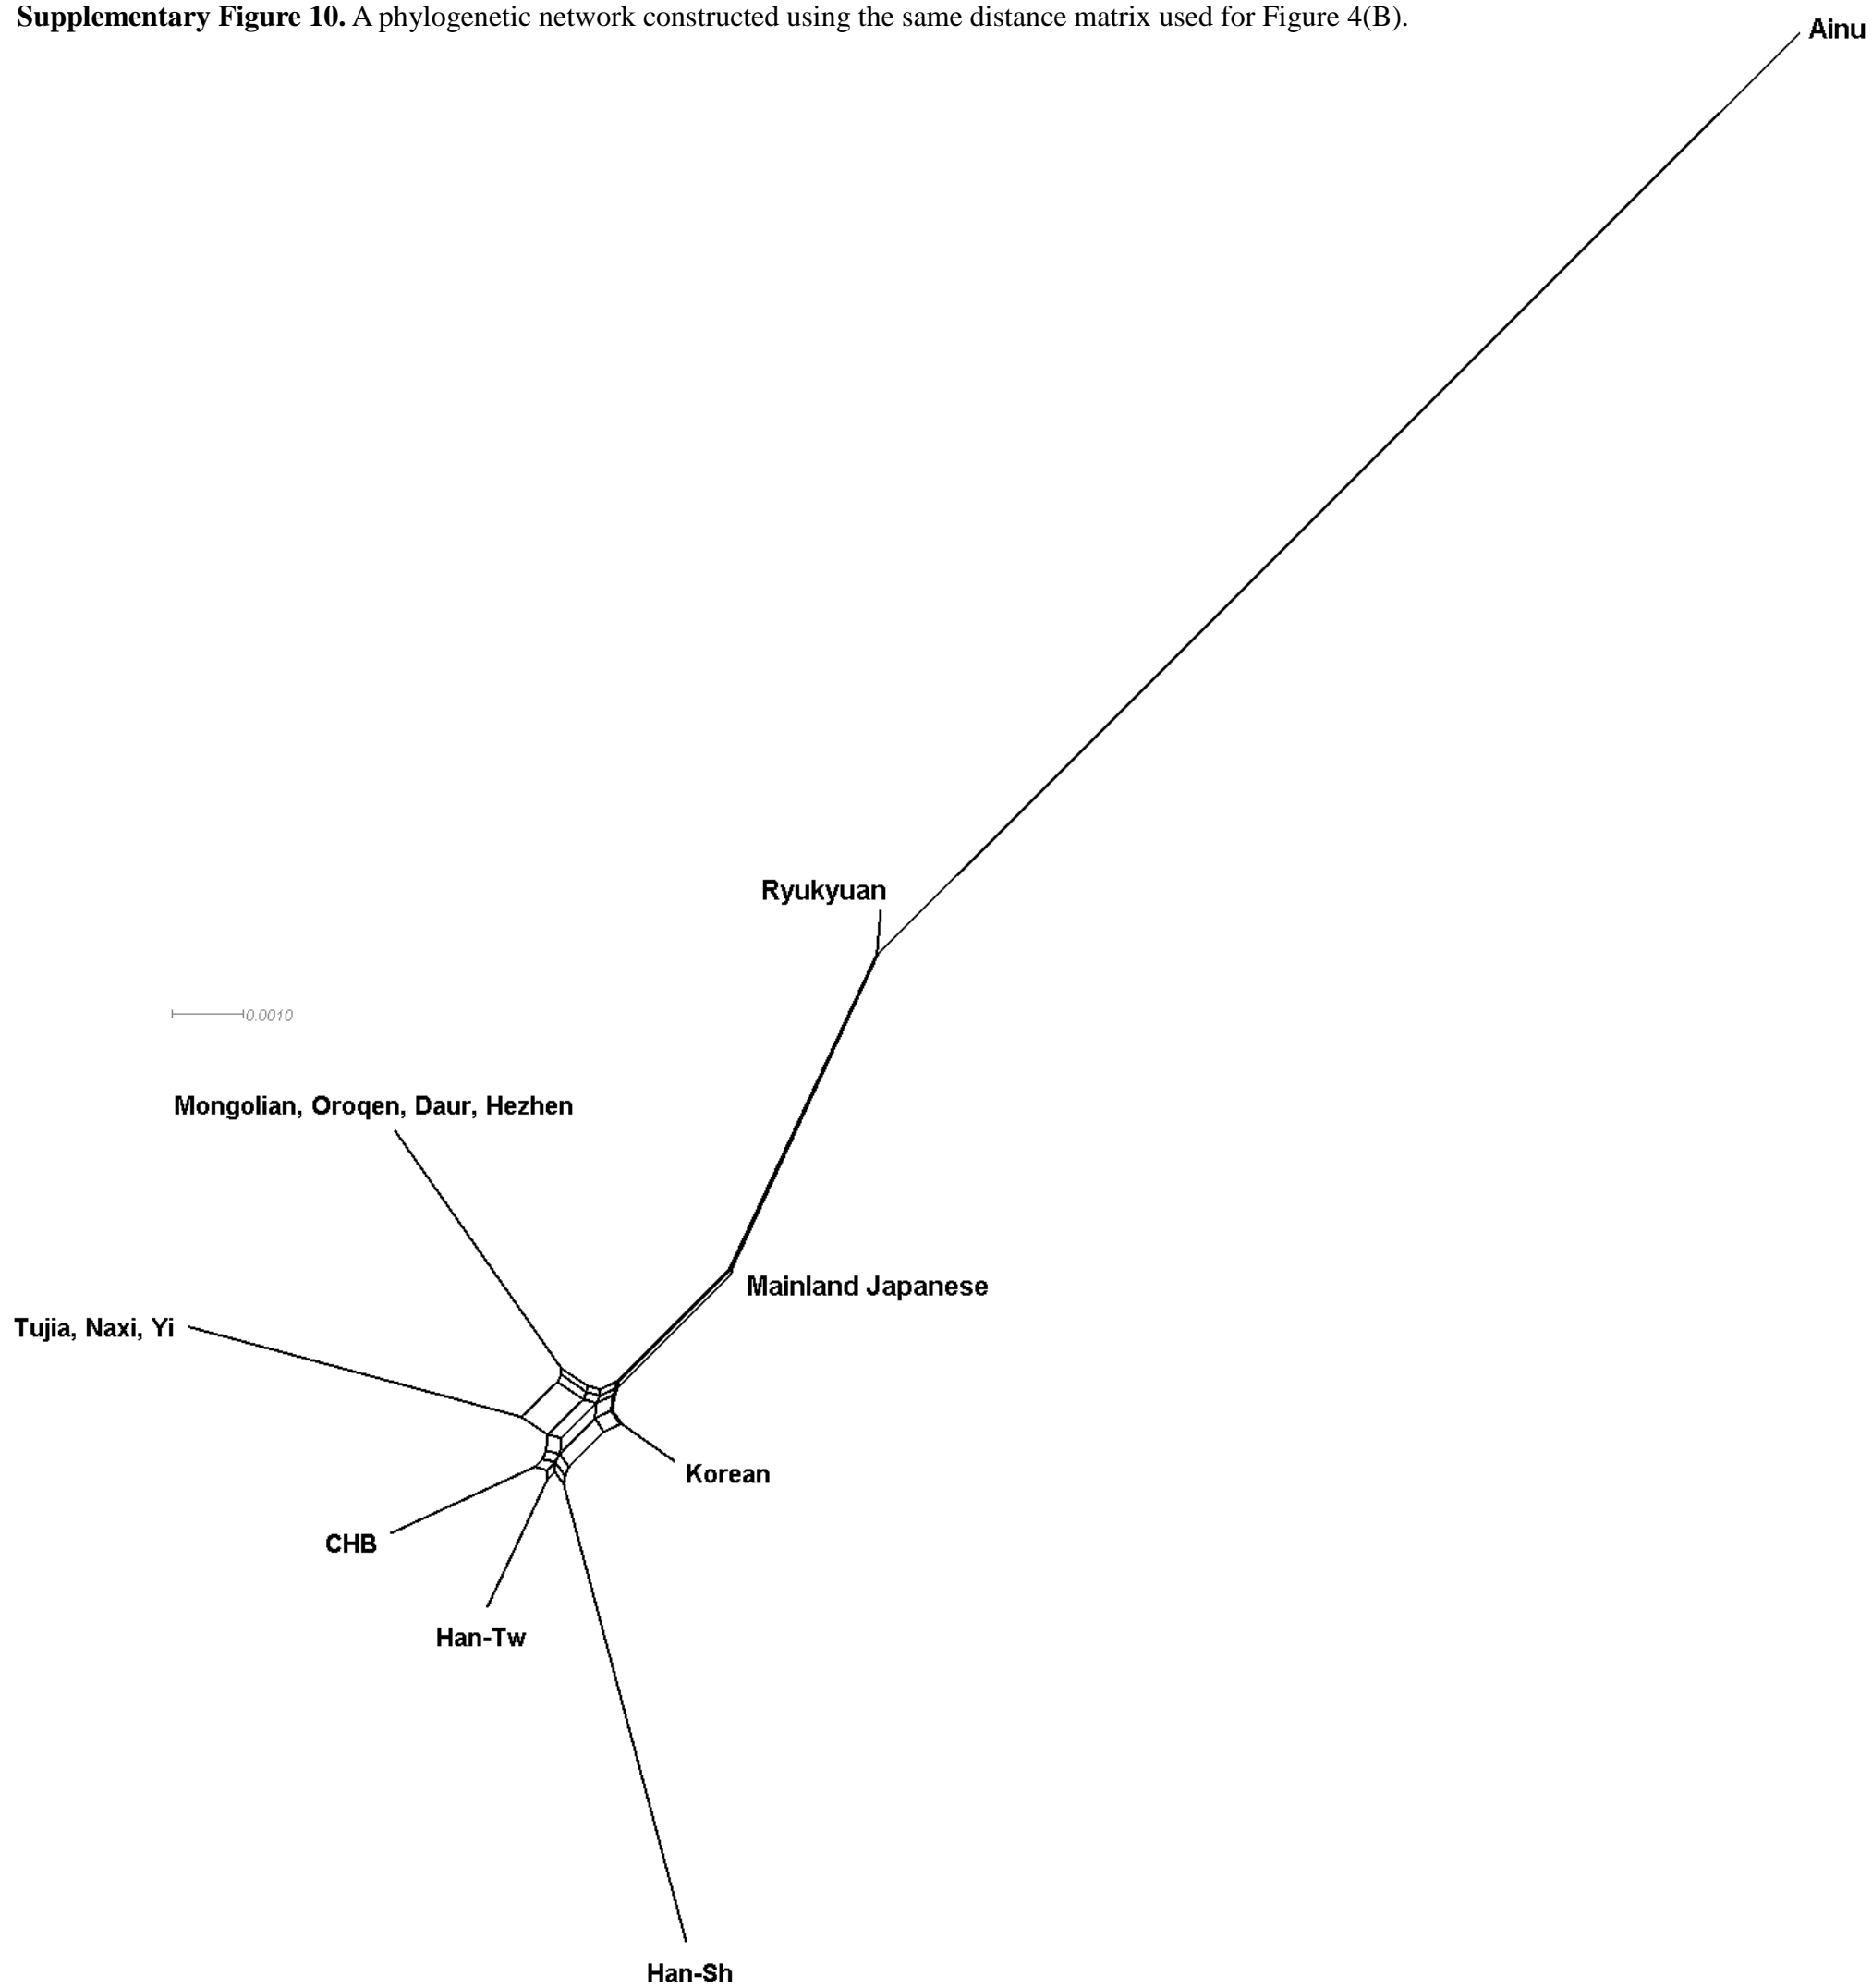 Supplementary Figure 10. A phylogenetic network constructed using the same distance matrix used for Figure 4(B).
Ainu
Ryukyuan
0.0010
Mongolian, Oroqen, Daur, Hezhen
Mainland Japanese
Tujia, Naxi, Yi
Korean
CHB
Han-Tw
Han-Sh